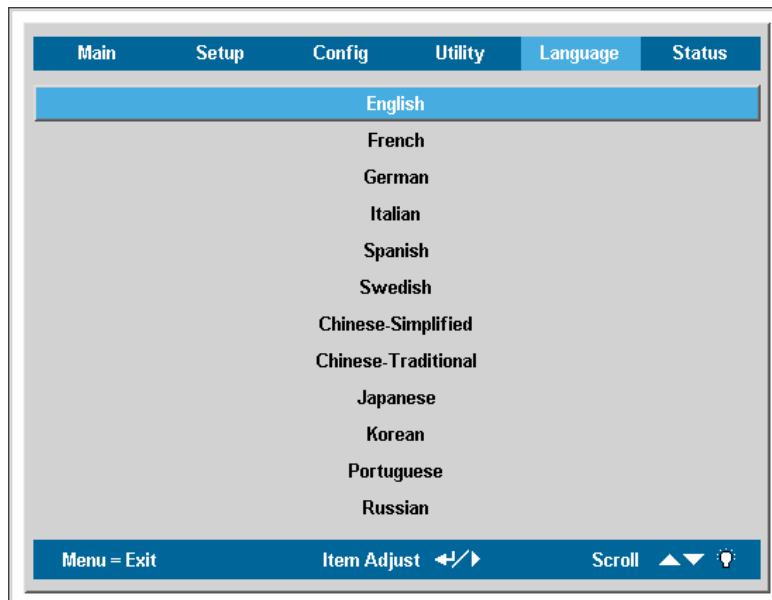 Main Setup Config Utility Language Status
English
French
German
Italian
Spanish
Swedish
Chinese-Simplified
Chinese-Traditional
Japanese
Korean
Portuguese
Russian
Menu = Exit Item Adjust Scroll